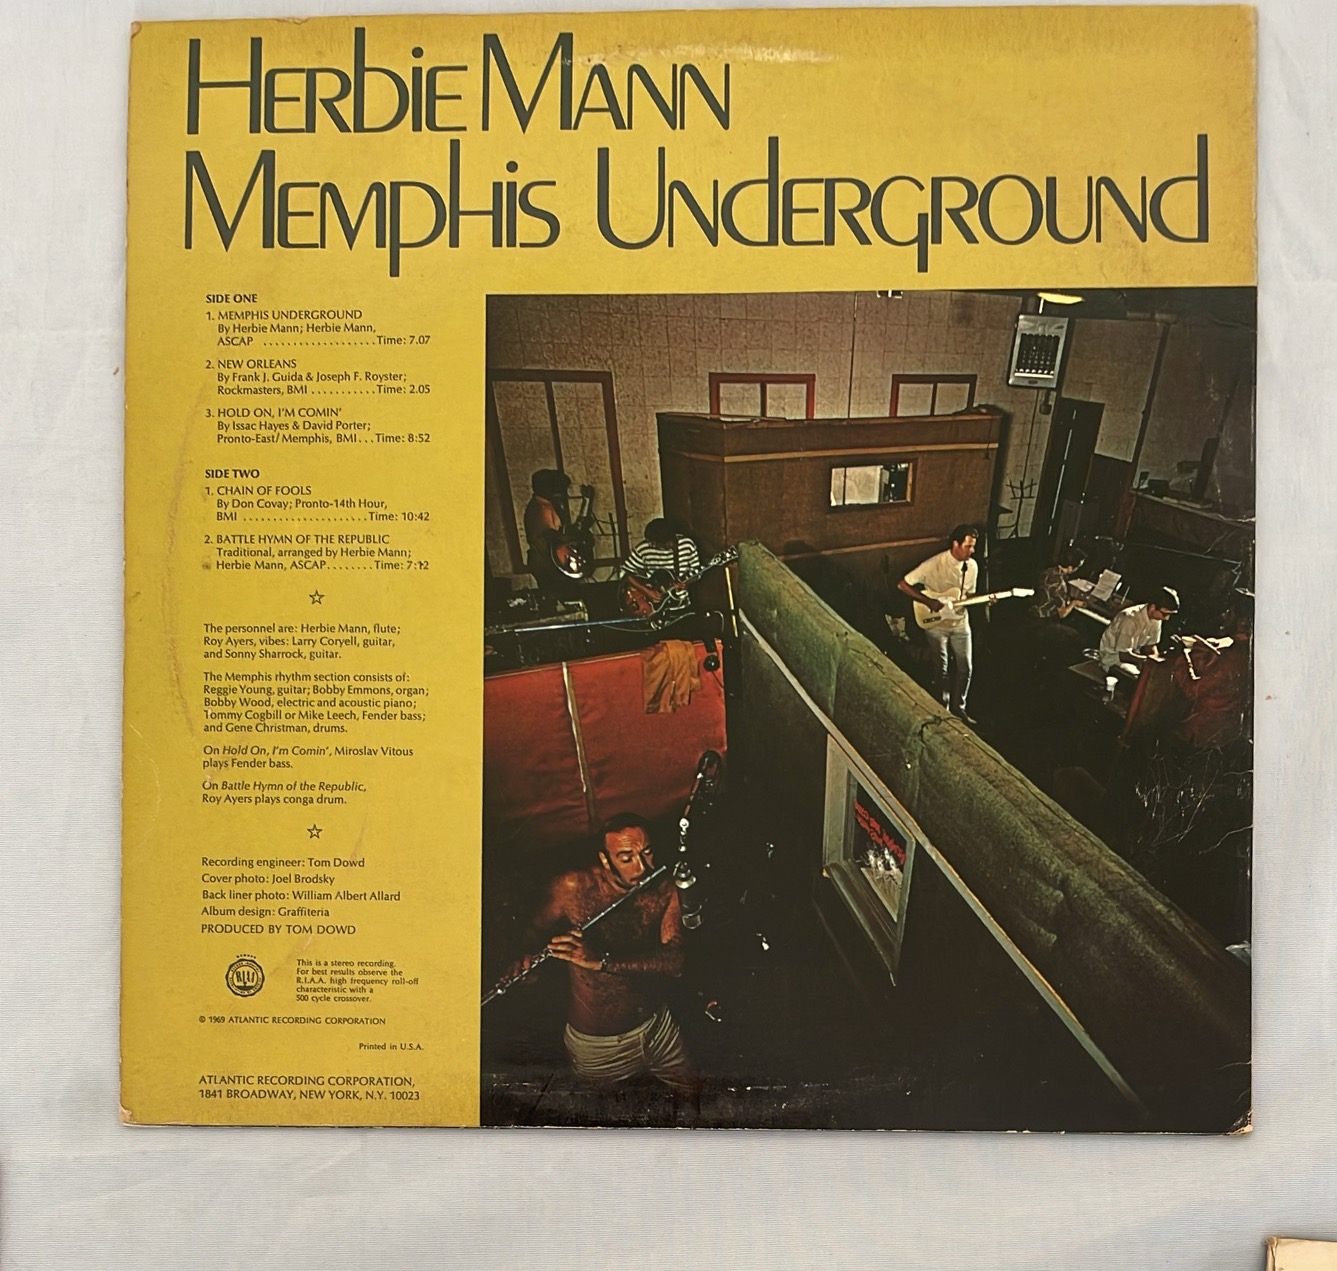 Herbie Mann
Memphis Underground
SIDE ONE
1. MEMPHIS UNDERGROUND
By Herbie Mann; Herbie Mann,
ASCAP ...................Time: 7.07
2. NEW ORLEANS
By Frank J. Guida & Joseph F. Royster;
Rockmasters, BMI ...........Time: 2.05
3. HOLD ON, I'M COMIN'
By Issac Hayes & David Porter;
Pronto-East/Memphis, BMI...Time: 8:52
SIDE TWO
1. CHAIN OF FOOLS
By Don Covay; Pronto-14th Hour,
BMI .....................Time: 10:42
2. BATTLE HYMN OF THE REPUBLIC
Traditional, arranged by Herbie Mann;
Herbie Mann, ASCAP........Time: 7:12
☆
The personnel are: Herbie Mann, flute;
Roy Ayers, vibes: Larry Coryell, guitar,
and Sonny Sharrock, guitar.
The Memphis rhythm section consists of:
Reggie Young, guitar; Bobby Emmons, organ;
Bobby Wood, electric and acoustic piano;
Tommy Cogbill or Mike Leech, Fender bass;
and Gene Christman, drums.
On Hold On, I'm Comin', Miroslav Vitous
plays Fender bass.
On Battle Hymn of the Republic,
Roy Ayers plays conga drum.
☆
Recording engineer: Tom Dowd
Cover photo: Joel Brodsky
Back liner photo: William Albert Allard
Album design: Graffiteria
PRODUCED BY TOM DOWD
RIAA
This is a stereo recording.
For best results observe the
R.I.A.A. high frequency roll-off
characteristic with a
500 cycle crossover.
© 1969 ATLANTIC RECORDING CORPORATION
Printed in U.S.A.
ATLANTIC RECORDING CORPORATION,
1841 BROADWAY, NEW YORK, N.Y. 10023